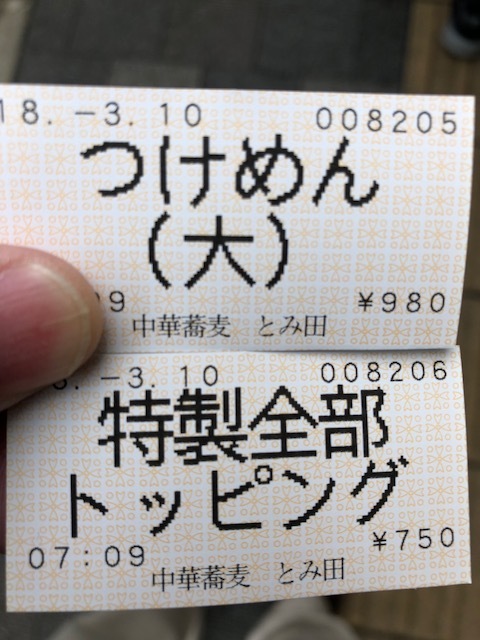 18.-3.10 008205
つけめん
(大)
09 ¥980
中華蕎麦 とみ田
8.-3.10 008206
特製全部
トッピング
07:09 ¥750
中華蕎麦 とみ田